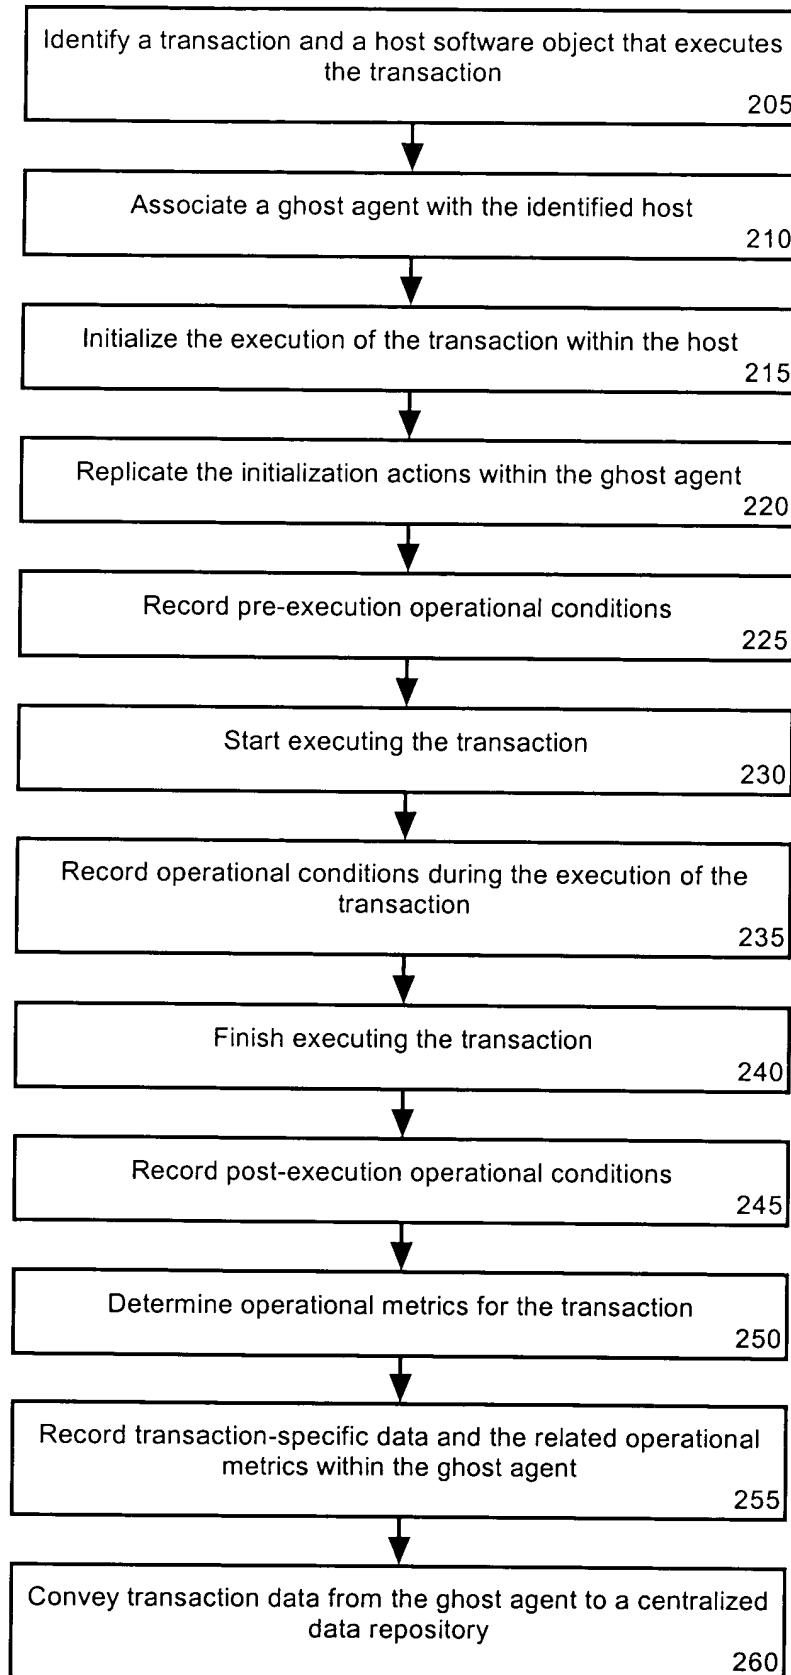 Identify a transaction and a host software object that executes
the transaction
205
Associate a ghost agent with the identified host
210
Initialize the execution of the transaction within the host
215
Replicate the initialization actions within the ghost agent
220
Record pre-execution operational conditions
225
Start executing the transaction
230
Record operational conditions during the execution of the
transaction
235
Finish executing the transaction
240
Record post-execution operational conditions
245
Determine operational metrics for the transaction
250
Record transaction-specific data and the related operational
metrics within the ghost agent
255
Convey transaction data from the ghost agent to a centralized
data repository
260